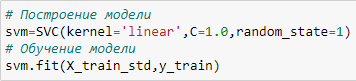 # Построение модели
svm=SVC(kernel='linear',C=1.0,random_state=1)
# Обучение модели
svm.fit(X_train_std,y_train)